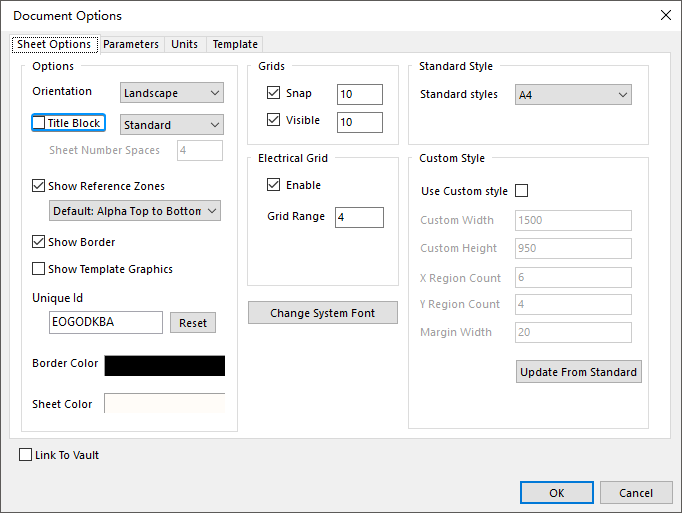 Document Options
Sheet Options Parameters Units Template
Options
Orientation Landscape
Title Block Standard
Sheet Number Spaces 4
Show Reference Zones
Default: Alpha Top to Bottom
Show Border
Show Template Graphics
Unique Id
EOGODKBA Reset
Border Color
Sheet Color
Grids
Snap 10
Visible 10
Electrical Grid
Enable
Grid Range 4
Change System Font
Standard Style
Standard styles A4
Custom Style
Use Custom style
Custom Width 1500
Custom Height 950
X Region Count 6
Y Region Count 4
Margin Width 20
Update From Standard
Link To Vault
OK Cancel